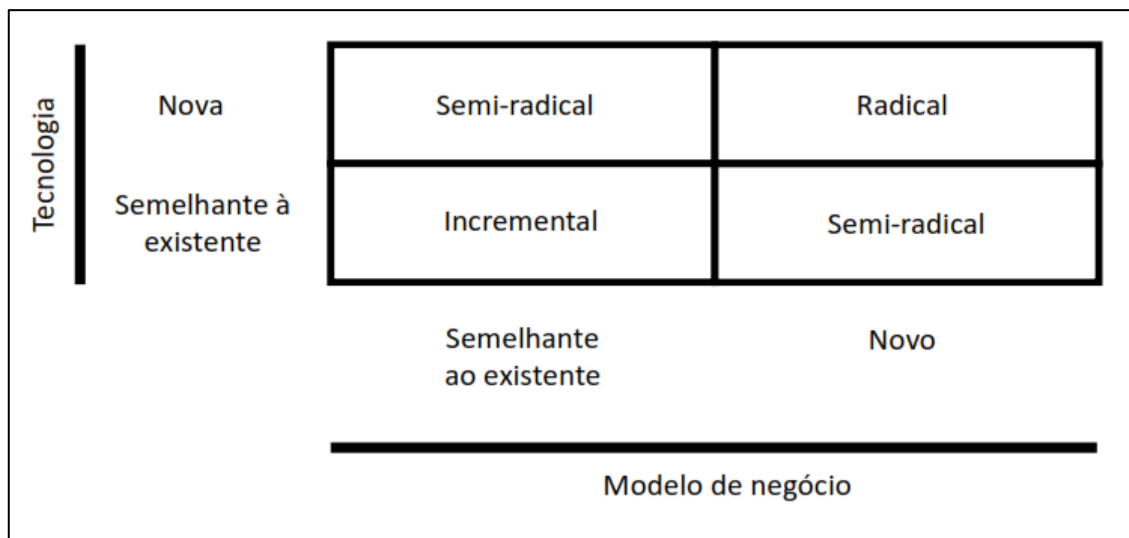 Tecnologia
Nova
Semi-radical
Radical
Semelhante à
existente
Incremental
Semi-radical
Semelhante
ao existente
Novo
Modelo de negócio